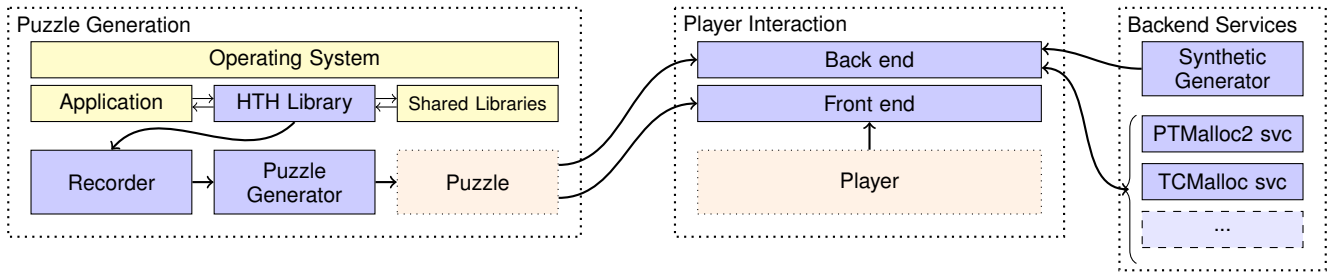 Puzzle Generation
Operating System
Application
HTH Library
Shared Libraries
Recorder
Puzzle
Generator
Puzzle
Player Interaction
Back end
Front end
Player
Backend Services
Synthetic
Generator
PTMalloc2 svc
TCMalloc svc
...